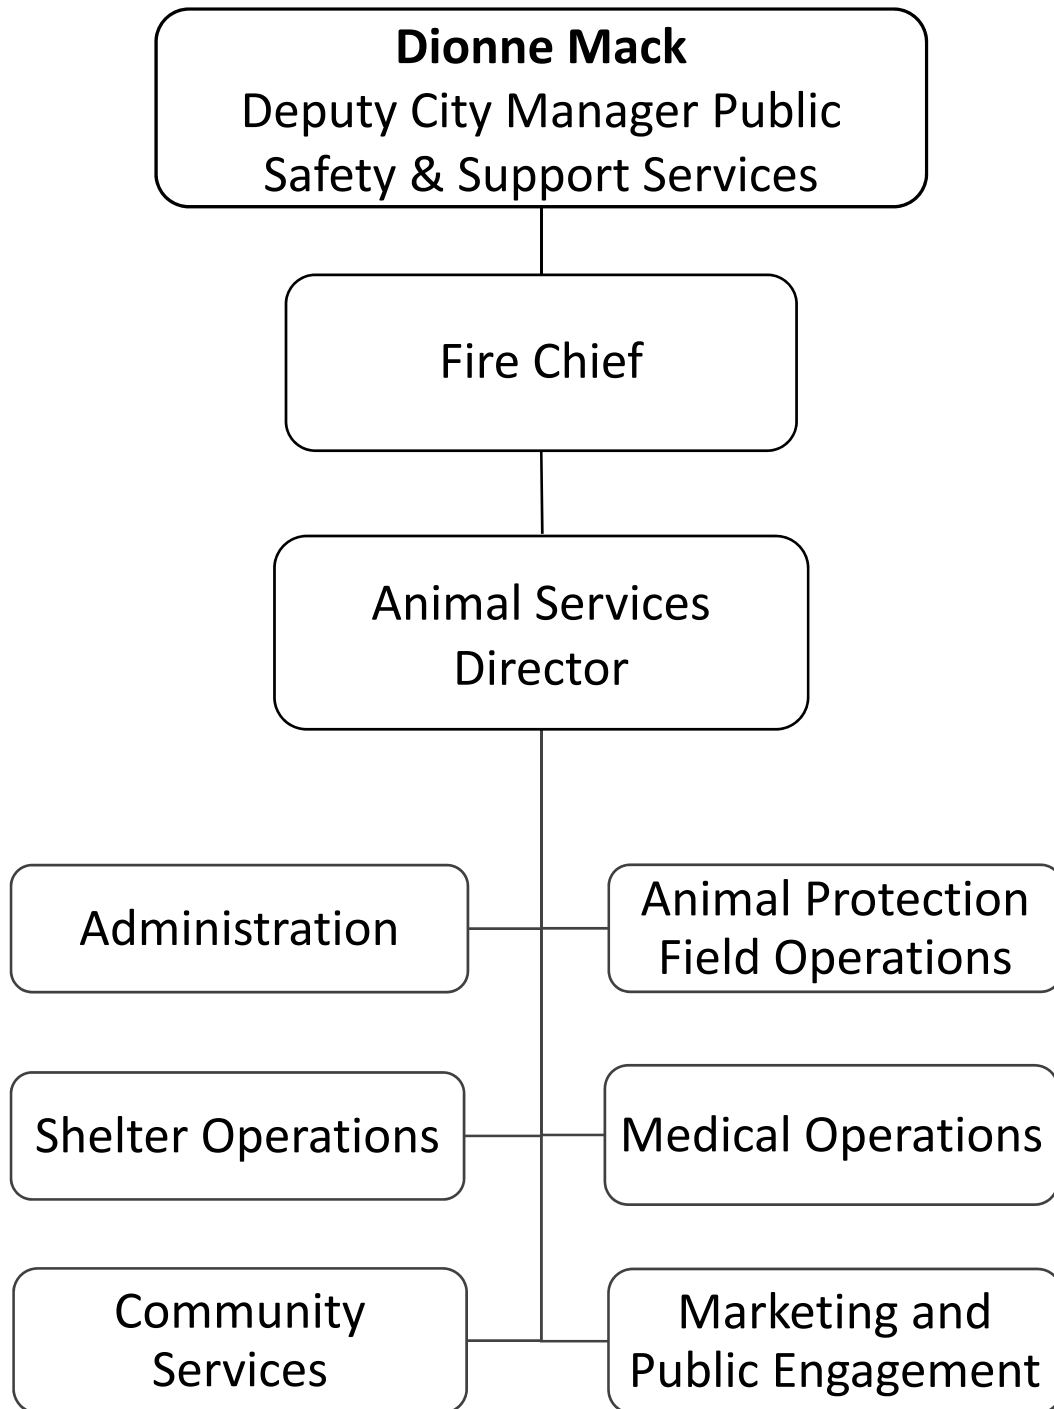 Dionne Mack
Deputy City Manager Public
Safety & Support Services
Fire Chief
Animal Services
Director
Administration
Animal Protection
Field Operations
Shelter Operations
Medical Operations
Community
Services
Marketing and
Public Engagement